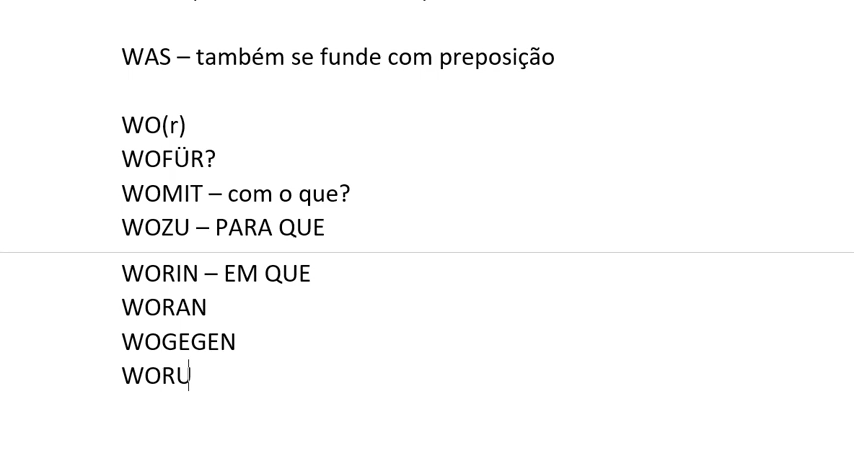 WAS – também se funde com preposição
WO(r)
WOFÜR?
WOMIT – com o que?
WOZU – PARA QUE
WORIN – EM QUE
WORAN
WOGEGEN
WORU